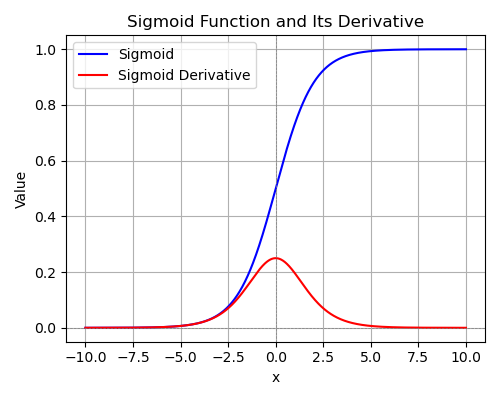 Sigmoid Function and Its Derivative
Sigmoid
Sigmoid Derivative
Value
1.0
0.8
0.6
0.4
0.2
0.0
−10.0 −7.5 −5.0 −2.5 0.0 2.5 5.0 7.5 10.0
x